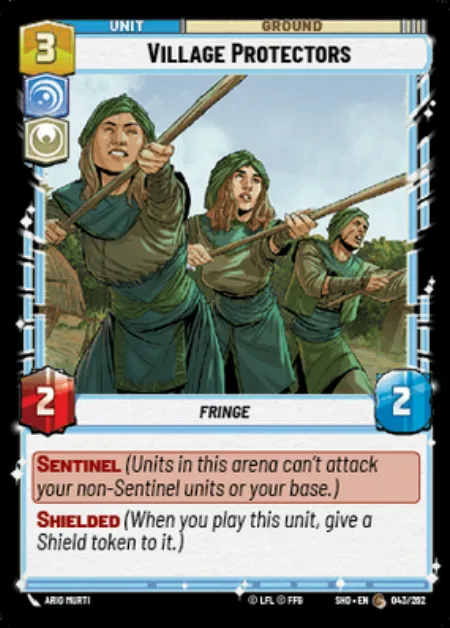 UNIT
GROUND
3
VILLAGE PROTECTORS
2
FRINGE
2
SENTINEL (Units in this arena can't attack
your non-Sentinel units or your base.)
SHIELDED (When you play this unit, give a
Shield token to it.)
ARIO MURTI
© LFL © FFG
SHD • EN
043/262